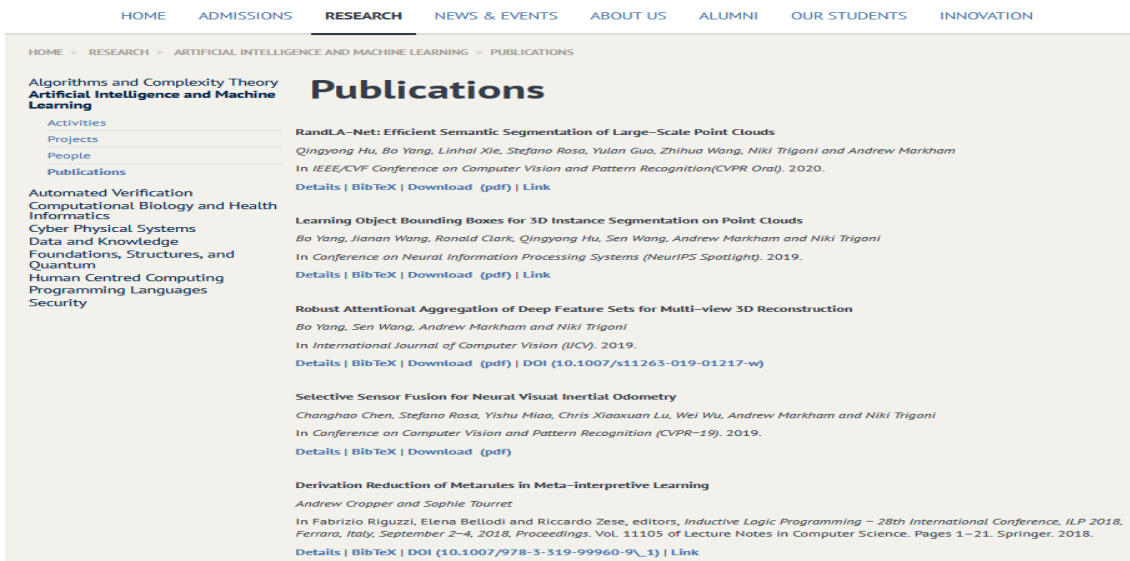 HOME ADMISSIONS RESEARCH NEWS & EVENTS ABOUT US ALUMNI OUR STUDENTS INNOVATION
HOME > RESEARCH > ARTIFICIAL INTELLIGENCE AND MACHINE LEARNING > PUBLICATIONS
Algorithms and Complexity Theory
Artificial Intelligence and Machine
Learning
Activities
Projects
People
Publications
Automated Verification
Computational Biology and Health
Informatics
Cyber Physical Systems
Data and Knowledge
Foundations, Structures, and
Quantum
Human Centred Computing
Programming Languages
Security
Publications
RandLA-Net: Efficient Semantic Segmentation of Large-Scale Point Clouds
Qingyong Hu, Bo Yang, Linhai Xie, Stefano Rosa, Yulan Guo, Zhihua Wang, Niki Trigoni and Andrew Markham
In IEEE/CVF Conference on Computer Vision and Pattern Recognition(CVPR Oral). 2020.
Details | BibTeX | Download (pdf) | Link
Learning Object Bounding Boxes for 3D Instance Segmentation on Point Clouds
Bo Yang, Jianan Wang, Ronald Clark, Qingyong Hu, Sen Wang, Andrew Markham and Niki Trigoni
In Conference on Neural Information Processing Systems (NeurIPS Spotlight). 2019.
Details | BibTeX | Download (pdf) | Link
Robust Attentional Aggregation of Deep Feature Sets for Multi-view 3D Reconstruction
Bo Yang, Sen Wang, Andrew Markham and Niki Trigoni
In International Journal of Computer Vision (IJCV). 2019.
Details | BibTeX | Download (pdf) | DOI (10.1007/s11263-019-01217-w)
Selective Sensor Fusion for Neural Visual Inertial Odometry
Changhao Chen, Stefano Rosa, Yishu Miao, Chris Xiaoxuan Lu, Wei Wu, Andrew Markham and Niki Trigoni
In Conference on Computer Vision and Pattern Recognition (CVPR-19). 2019.
Details | BibTeX | Download (pdf)
Derivation Reduction of Metarules in Meta-interpretive Learning
Andrew Cropper and Sophie Tourret
In Fabrizio Riguzzi, Elena Bellodi and Riccardo Zese, editors, Inductive Logic Programming - 28th International Conference, ILP 2018,
Ferrara, Italy, September 2-4, 2018, Proceedings. Vol. 11105 of Lecture Notes in Computer Science. Pages 1-21. Springer. 2018.
Details | BibTeX | DOI (10.1007/978-3-319-99960-9\_1) | Link